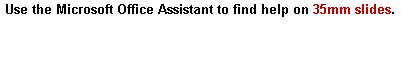 Use the Microsoft Office Assistant to find help on 35mm slides.